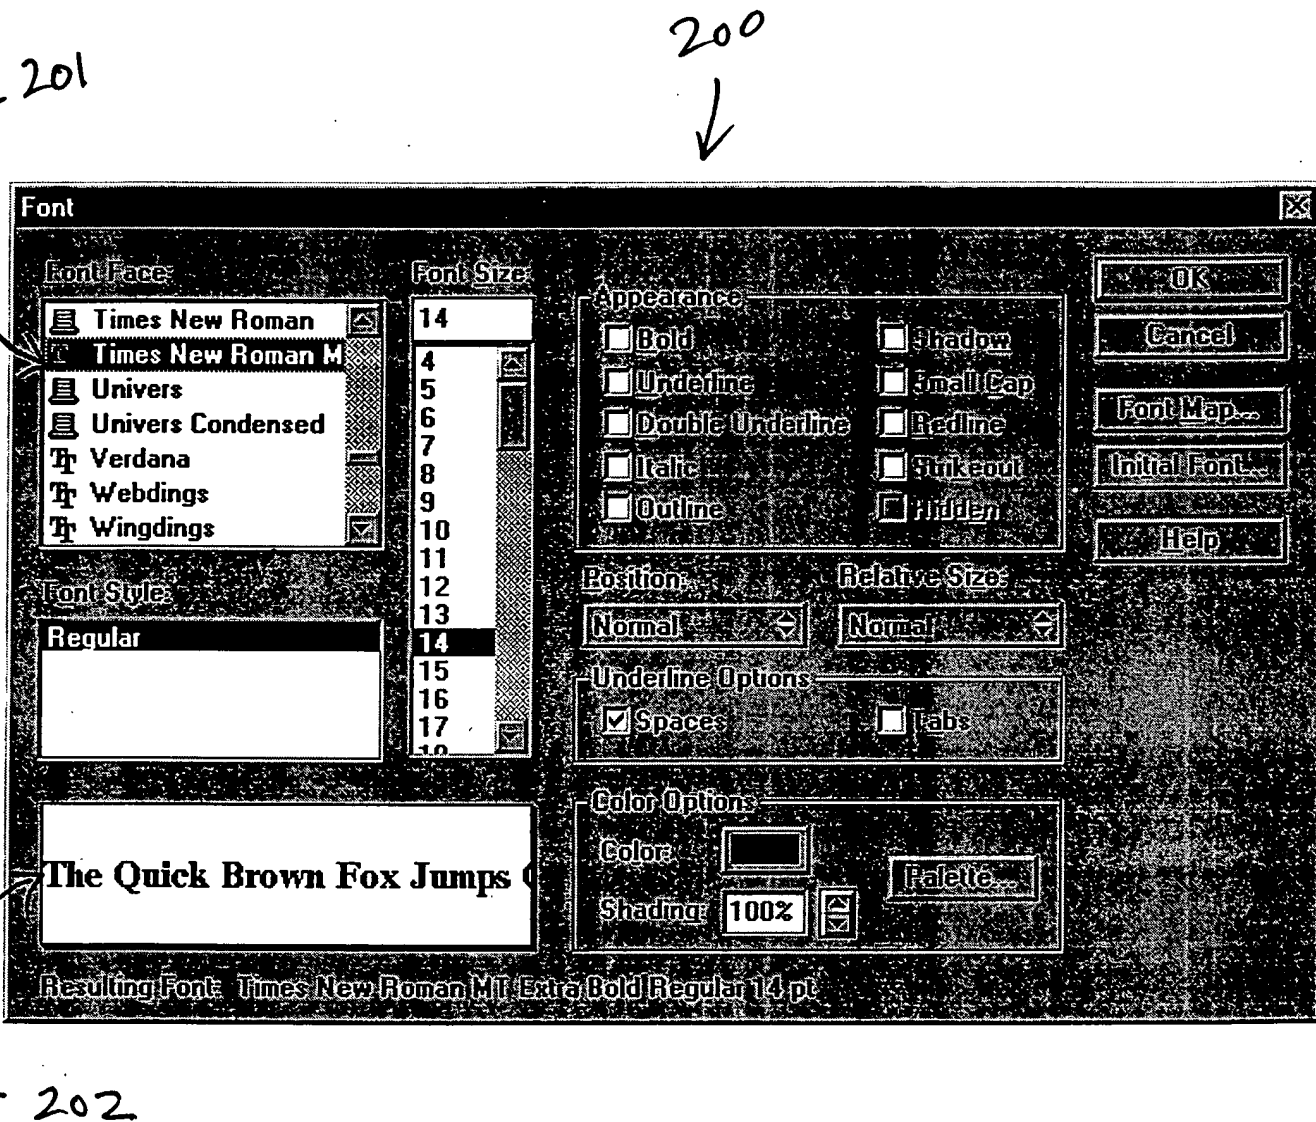 200
201
Font
Font Face:
Times New Roman
Times New Roman M
Univers
Univers Condensed
Verdana
Webdings
Wingdings
Font Size:
14
4
5
6
7
8
9
10
11
12
13
14
15
16
17
18
Font Style:
Regular
Appearance
Bold
Underline
Double Underline
Italic
Outline
Shadow
Small Cap
Redline
Strikeout
Hidden
Position:
Normal
Relative Size:
Normal
Underline Options
Spaces
Tabs
Color Options
Color:
Shading: 100%
Palette...
OK
Cancel
Font Map...
Initial Font...
Help
The Quick Brown Fox Jumps
Resulting Font: Times New Roman MT Extra Bold Regular 14 pt
202